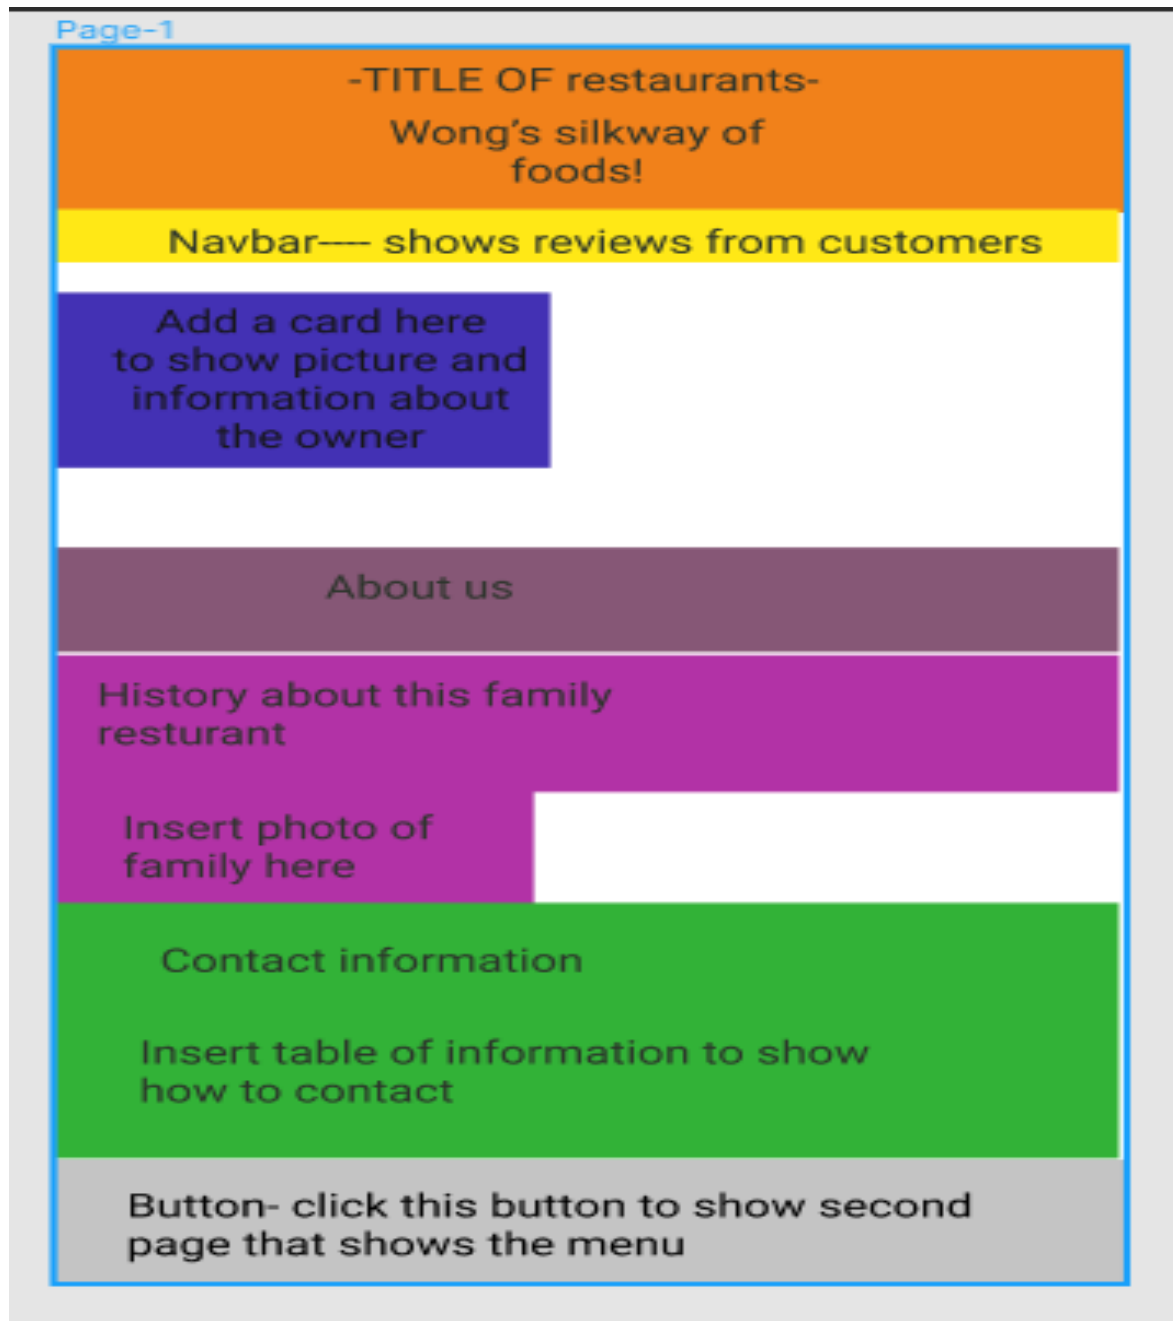 Page-1
-TITLE OF restaurants-
Wong's silkway of
foods!
Navbar---- shows reviews from customers
Add a card here
to show picture and
information about
the owner
About us
History about this family
resturant
Insert photo of
family here
Contact information
Insert table of information to show
how to contact
Button- click this button to show second
page that shows the menu